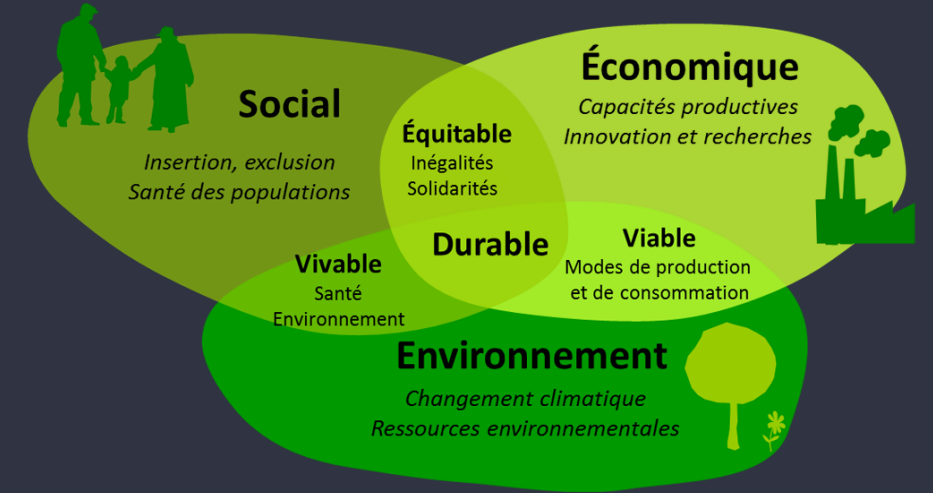 Social
Insertion, exclusion
Santé des populations
Économique
Capacités productives
Innovation et recherches
Équitable
Inégalités
Solidarités
Durable
Viable
Modes de production
et de consommation
Vivable
Santé
Environnement
Environnement
Changement climatique
Ressources environnementales